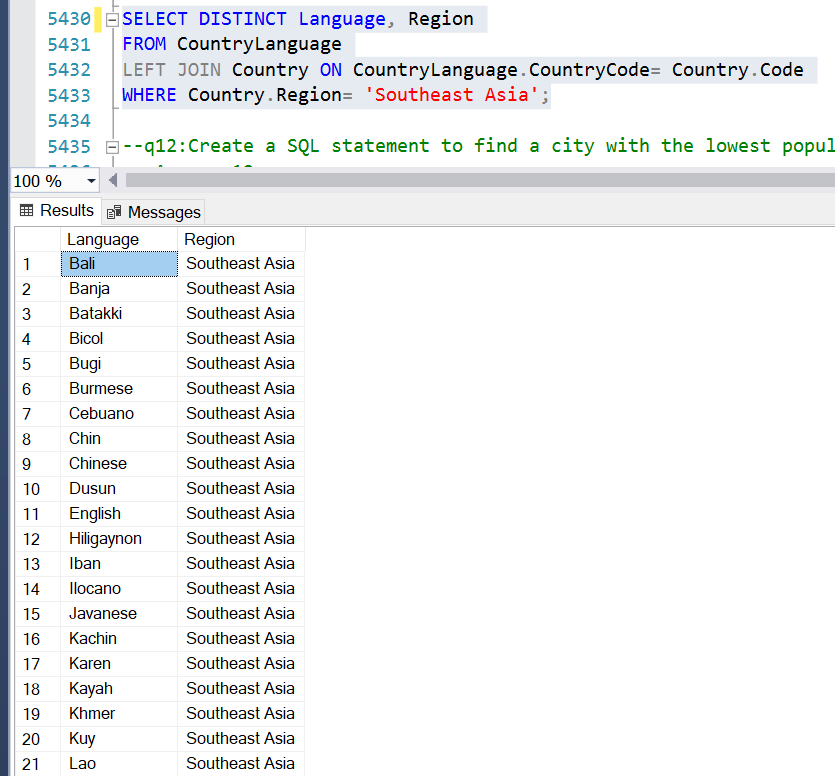 5430 SELECT DISTINCT Language, Region
5431 FROM CountryLanguage
5432 LEFT JOIN Country ON CountryLanguage.CountryCode= Country.Code
5433 WHERE Country.Region= 'Southeast Asia';
5434
5435 --q12:Create a SQL statement to find a city with the lowest popul
100 %
Results Messages
Language Region
1 Bali Southeast Asia
2 Banja Southeast Asia
3 Batakki Southeast Asia
4 Bicol Southeast Asia
5 Bugi Southeast Asia
6 Burmese Southeast Asia
7 Cebuano Southeast Asia
8 Chin Southeast Asia
9 Chinese Southeast Asia
10 Dusun Southeast Asia
11 English Southeast Asia
12 Hiligaynon Southeast Asia
13 Iban Southeast Asia
14 Ilocano Southeast Asia
15 Javanese Southeast Asia
16 Kachin Southeast Asia
17 Karen Southeast Asia
18 Kayah Southeast Asia
19 Khmer Southeast Asia
20 Kuy Southeast Asia
21 Lao Southeast Asia